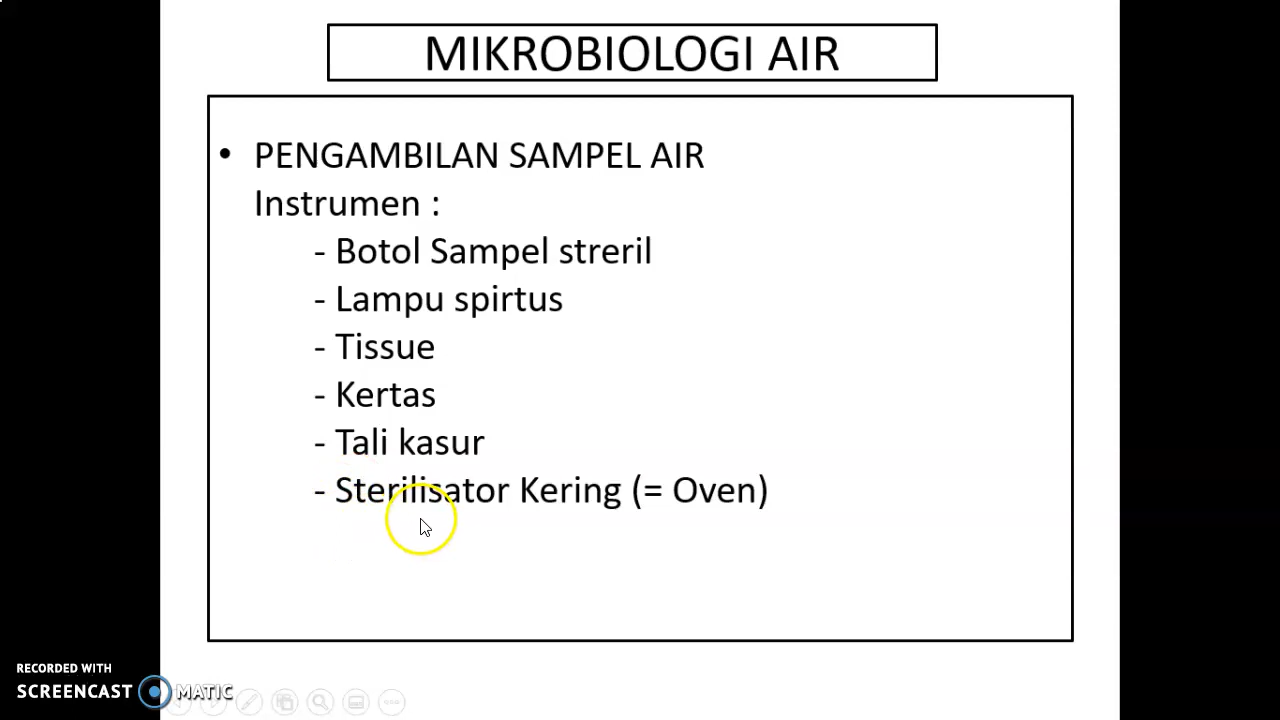 MIKROBIOLOGI AIR
• PENGAMBILAN SAMPEL AIR
Instrumen :
- Botol Sampel streril
- Lampu spirtus
- Tissue
- Kertas
- Tali kasur
- Sterilisator Kering (= Oven)
RECORDED WITH
SCREENCAST MATIC